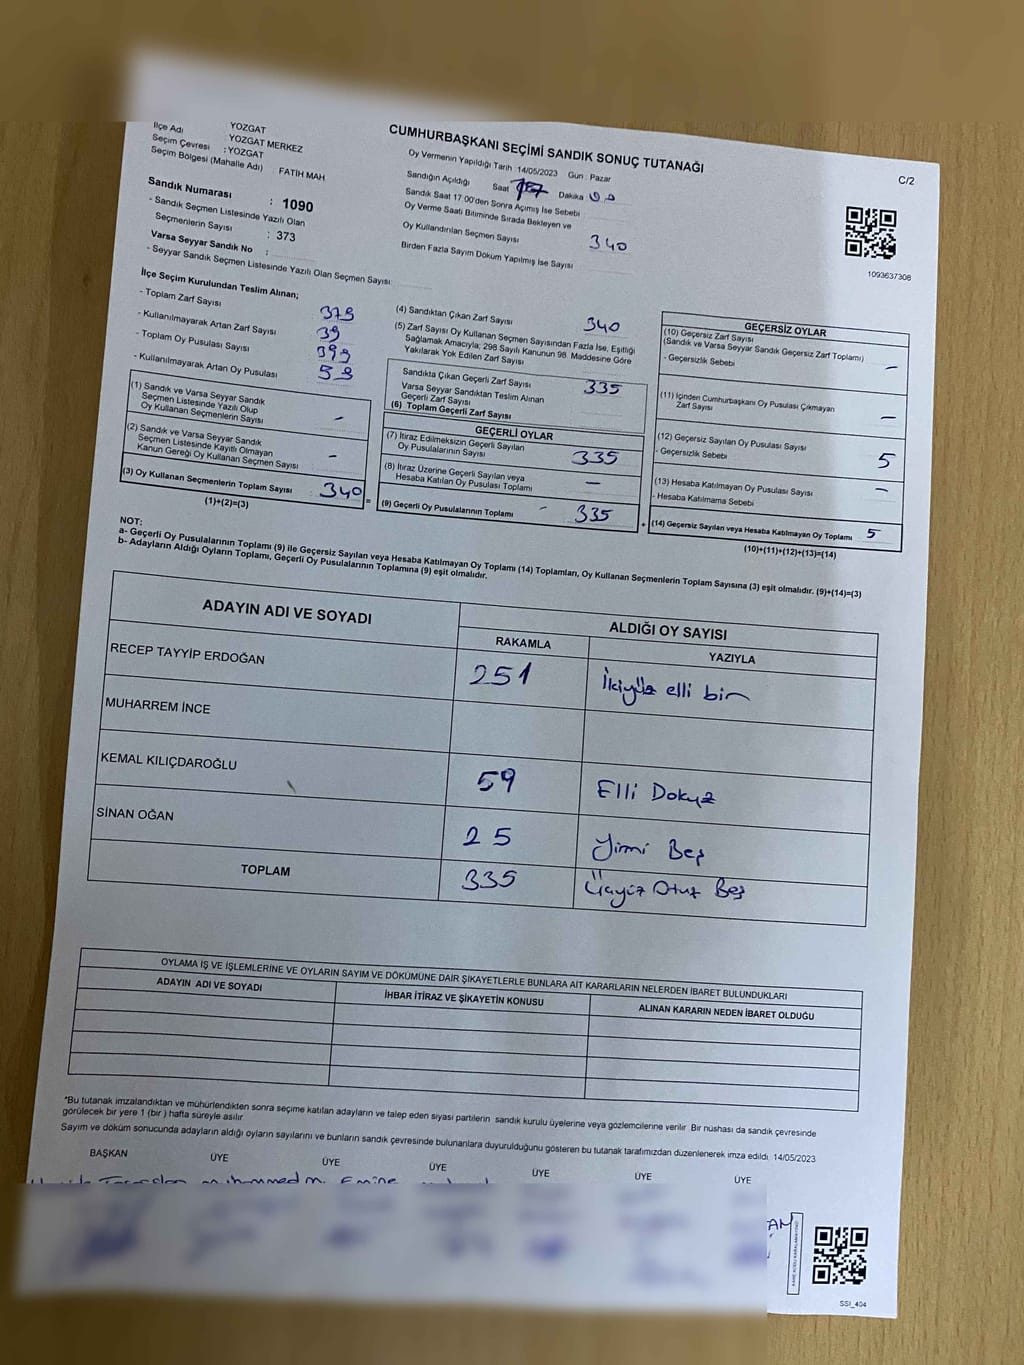 YOZGAT
CUMHURBAŞKANI SEÇİMİ SANDIK SONUÇ TUTANAĞI
C/2
İlçe Adı : YOZGAT MERKEZ
Seçim Çevresi : YOZGAT
Seçim Bölgesi (Mahalle Adı) FATİH MAH
Oy Vermenin Yapıldığı Tarih :14/05/2023 Gün : Pazar
Sandığın Açıldığı Saat Dakika
Sandık Saat 17.00'den Sonra Açılmış İse Sebebi
Oy Verme Saati Bitiminde Sırada Bekleyen ve
Oy Kullandırılan Seçmen Sayısı 340
Birden Fazla Sayım Döküm Yapılmış İse Sayısı
1093637308
Sandık Numarası : 1090
- Sandık Seçmen Listesinde Yazılı Olan
Seçmenlerin Sayısı : 373
Varsa Seyyar Sandık No :
- Seyyar Sandık Seçmen Listesinde Yazılı Olan Seçmen Sayısı:
İlçe Seçim Kurulundan Teslim Alınan;
- Toplam Zarf Sayısı 379
- Kullanılmayarak Artan Zarf Sayısı 39
- Toplam Oy Pusulası Sayısı 399
- Kullanılmayarak Artan Oy Pusulası 59
(1) Sandık ve Varsa Seyyar Sandık
Seçmen Listesinde Yazılı Olup
Oy Kullanan Seçmenlerin Sayısı -
(2) Sandık ve Varsa Seyyar Sandık
Seçmen Listesinde Kayıtlı Olmayan
Kanun Gereği Oy Kullanan Seçmen Sayısı -
(3) Oy Kullanan Seçmenlerin Toplam Sayısı 340 =
(1)+(2)=(3)
(4) Sandıktan Çıkan Zarf Sayısı 340
(5) Zarf Sayısı Oy Kullanan Seçmen Sayısından Fazla İse, Eşitliği
Sağlamak Amacıyla; 298 Sayılı Kanunun 98. Maddesine Göre
Yakılarak Yok Edilen Zarf Sayısı
Sandıkta Çıkan Geçerli Zarf Sayısı 335
Varsa Seyyar Sandıktan Teslim Alınan
Geçerli Zarf Sayısı
(6) Toplam Geçerli Zarf Sayısı
GEÇERLİ OYLAR
(7) İtiraz Edilmeksizin Geçerli Sayılan
Oy Pusulalarının Sayısı 335
(8) İtiraz Üzerine Geçerli Sayılan veya
Hesaba Katılan Oy Pusulası Toplamı -
(9) Geçerli Oy Pusulalarının Toplamı - 335 +
GEÇERSİZ OYLAR
(10) Geçersiz Zarf Sayısı
(Sandık ve Varsa Seyyar Sandık Geçersiz Zarf Toplamı)
- Geçersizlik Sebebi -
(11) İçinden Cumhurbaşkanı Oy Pusulası Çıkmayan
Zarf Sayısı -
(12) Geçersiz Sayılan Oy Pusulası Sayısı
- Geçersizlik Sebebi 5
(13) Hesaba Katılmayan Oy Pusulası Sayısı -
- Hesaba Katılmama Sebebi
(14) Geçersiz Sayılan veya Hesaba Katılmayan Oy Toplamı 5
(10)+(11)+(12)+(13)=(14)
NOT:
a- Geçerli Oy Pusulalarının Toplamı (9) ile Geçersiz Sayılan veya Hesaba Katılmayan Oy Toplamı (14) Toplamları, Oy Kullanan Seçmenlerin Toplam Sayısına (3) eşit olmalıdır. (9)+(14)=(3)
b- Adayların Aldığı Oyların Toplamı, Geçerli Oy Pusulalarının Toplamına (9) eşit olmalıdır.
ADAYIN ADI VE SOYADI
ALDIĞI OY SAYISI
RAKAMLA YAZIYLA
RECEP TAYYİP ERDOĞAN 251 İkiyüz elli bir
MUHARREM İNCE
KEMAL KILIÇDAROĞLU 59 Elli Dokuz
SİNAN OĞAN 25 Yirmi Beş
TOPLAM 335 Üçyüz Otuz Beş
OYLAMA İŞ VE İŞLEMLERİNE VE OYLARIN SAYIM VE DÖKÜMÜNE DAİR ŞİKAYETLERLE BUNLARA AİT KARARLARIN NELERDEN İBARET BULUNDUKLARI
ADAYIN ADI VE SOYADI İHBAR İTİRAZ VE ŞİKAYETİN KONUSU ALINAN KARARIN NEDEN İBARET OLDUĞU
*Bu tutanak imzalandıktan ve mühürlendikten sonra seçime katılan adayların ve talep eden siyasi partilerin sandık kurulu üyelerine veya gözlemcilerine verilir. Bir nüshası da sandık çevresinde
görülecek bir yere 1 (bir ) hafta süreyle asılır.
Sayım ve döküm sonucunda adayların aldığı oyların sayılarını ve bunların sandık çevresinde bulunanlara duyurulduğunu gösteren bu tutanak tarafımızdan düzenlenerek imza edildi. 14/05/2023
BAŞKAN ÜYE ÜYE ÜYE ÜYE ÜYE ÜYE
SSI_404